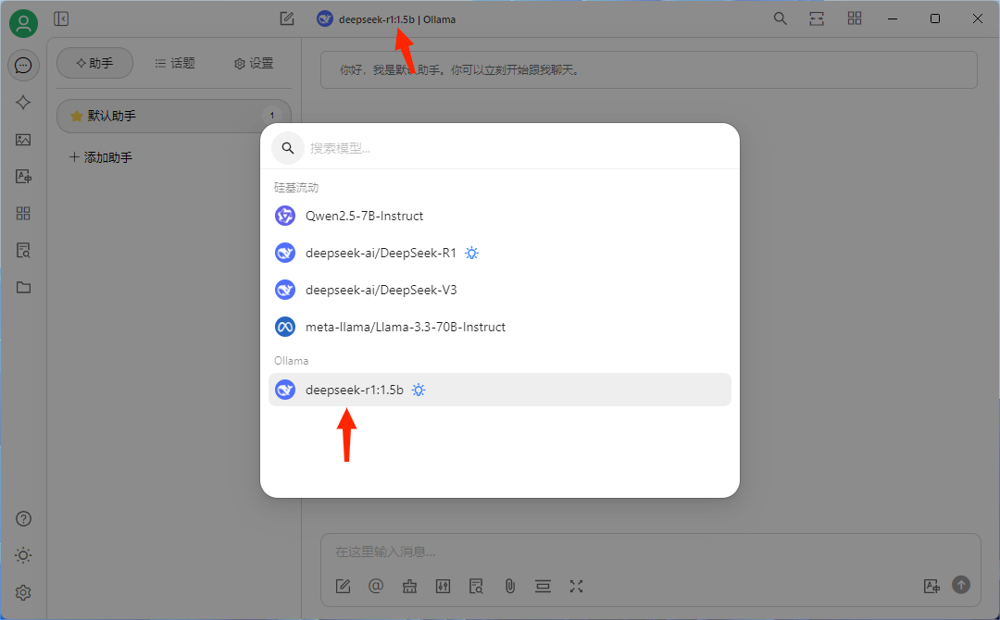 deepseek-r1:1.5b | Ollama
助手
话题
设置
你好，我是默认助手。你可以立刻开始跟我聊天。
默认助手
1
添加助手
搜索模型...
硅基流动
Qwen2.5-7B-Instruct
deepseek-ai/DeepSeek-R1
deepseek-ai/DeepSeek-V3
meta-llama/Llama-3.3-70B-Instruct
Ollama
deepseek-r1:1.5b
在这里输入消息...